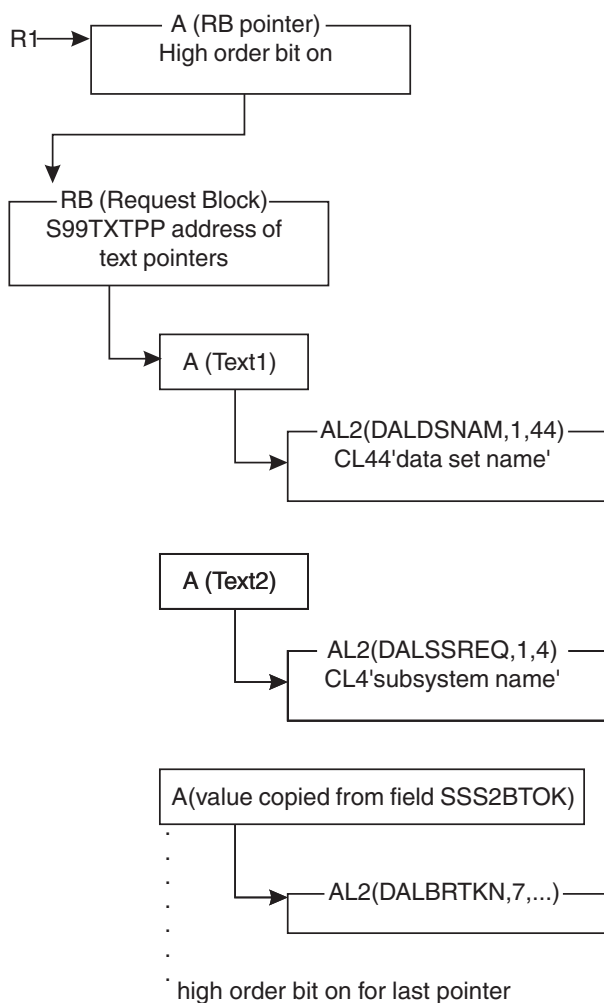 R1
A (RB pointer)
High order bit on
RB (Request Block)
S99TXTPP address of
text pointers
A (Text1)
AL2(DALDSNAM,1,44)
CL44'data set name'
A (Text2)
AL2(DALSSREQ,1,4)
CL4'subsystem name'
A(value copied from field SSS2BTOK)
AL2(DALBRTKN,7,...)
high order bit on for last pointer